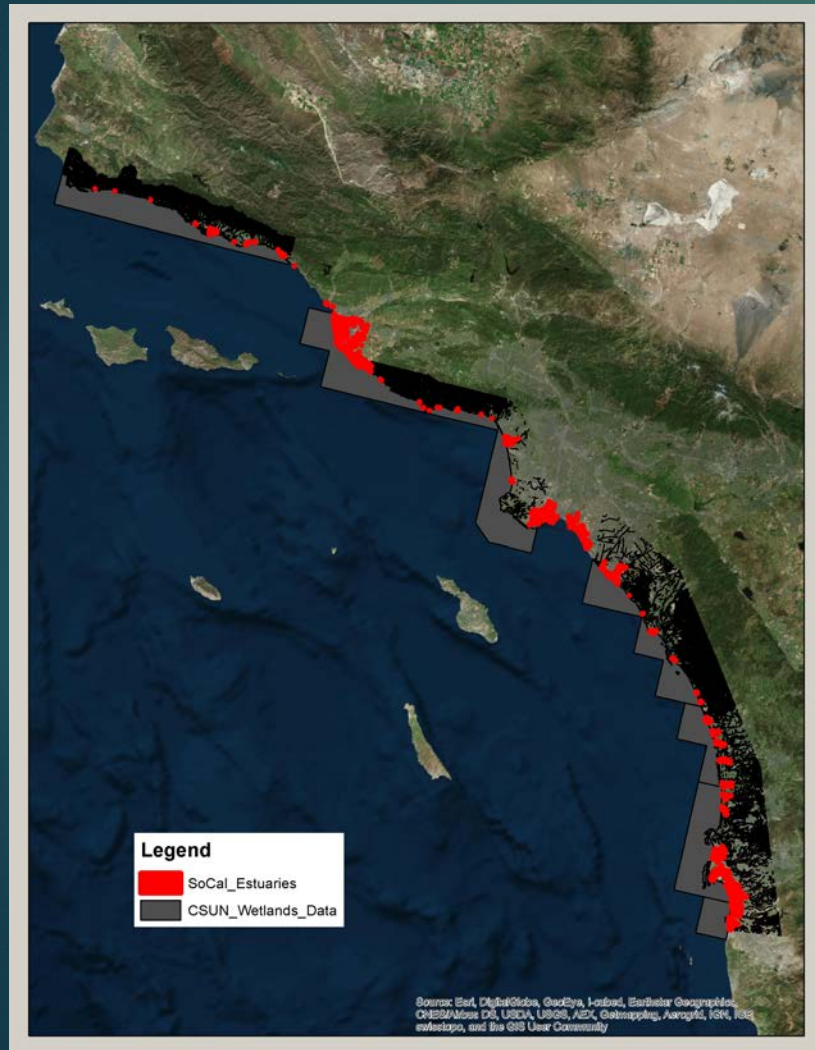 Legend
SoCal_Estuaries
CSUN_Wetlands_Data
Source: Esri, DigitalGlobe, GeoEye, i-cubed, Earthstar Geographics,
CNES/Airbus DS, USDA, USGS, AEX, Getmapping, Aerogrid, IGN, IGP,
swisstopo, and the GIS User Community